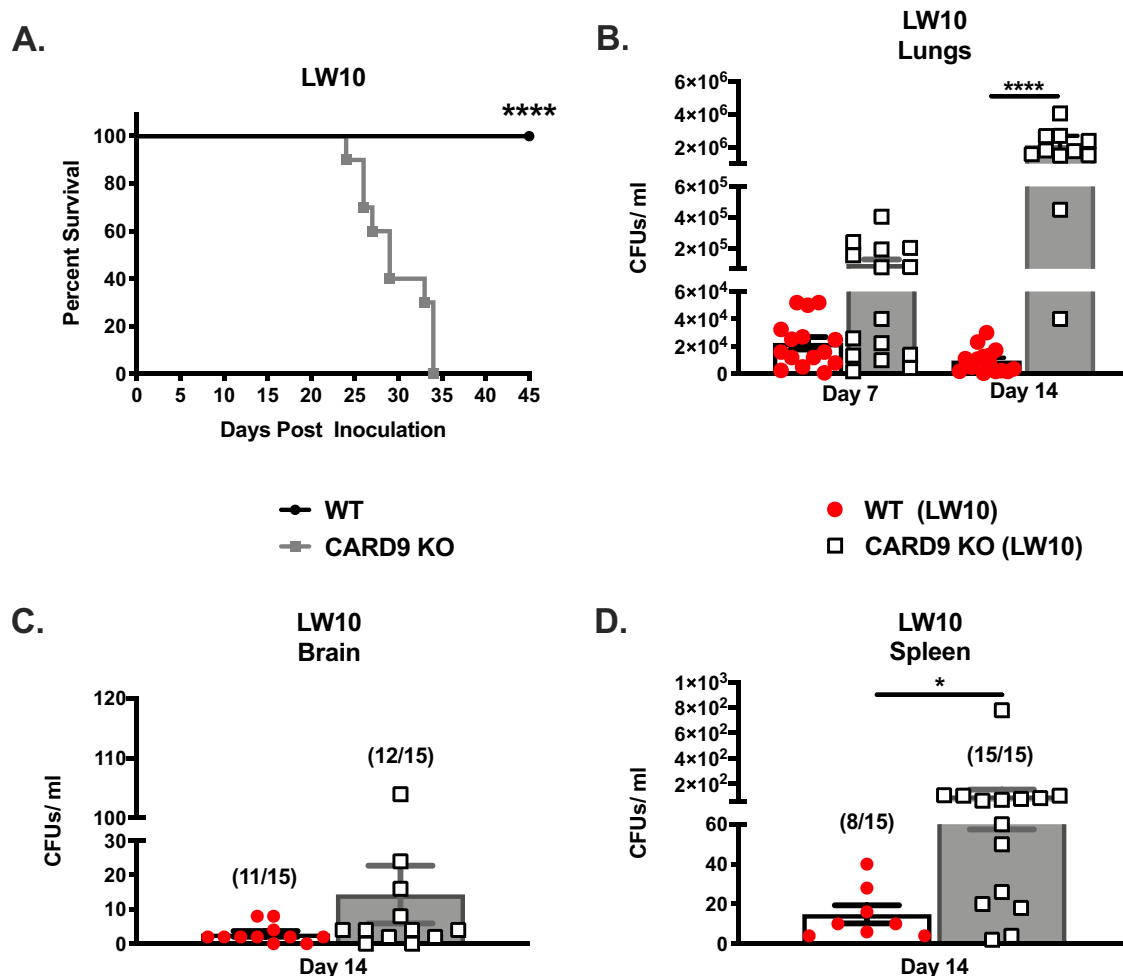 A.
LW10
****
100
80
60
40
20
0
0 5 10 15 20 25 30 35 40 45
Percent Survival
Days Post Inoculation
B.
LW10
Lungs
****
6×10⁶
4×10⁶
2×10⁶
6×10⁵
4×10⁵
2×10⁵
6×10⁴
4×10⁴
2×10⁴
0
CFUs/ ml
Day 7 Day 14
WT
CARD9 KO
WT (LW10)
CARD9 KO (LW10)
C.
LW10
Brain
120
110
100
30
20
10
0
CFUs/ ml
(11/15)
(12/15)
Day 14
D.
LW10
Spleen
*
1×10³
8×10²
6×10²
4×10²
2×10²
60
40
20
0
CFUs/ ml
(8/15)
(15/15)
Day 14